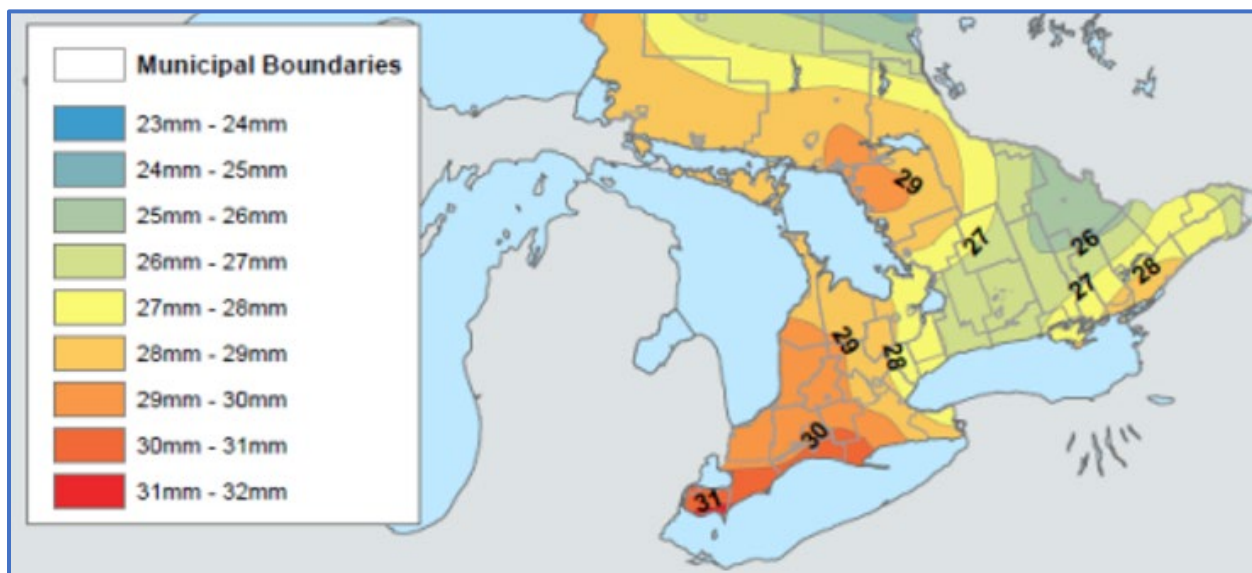 Municipal Boundaries
23mm - 24mm
24mm - 25mm
25mm - 26mm
26mm - 27mm
27mm - 28mm
28mm - 29mm
29mm - 30mm
30mm - 31mm
31mm - 32mm
29
27
26
27
28
29
28
30
31